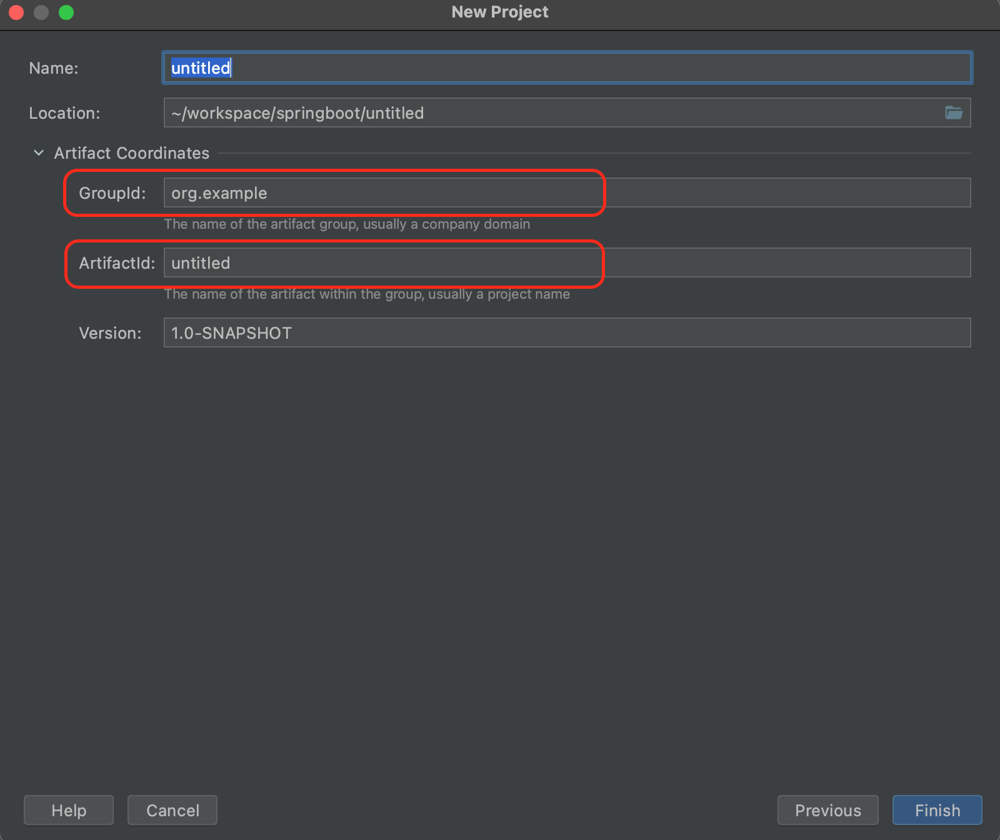 New Project
Name: untitled
Location: ~/workspace/springboot/untitled
Artifact Coordinates
GroupId: org.example
The name of the artifact group, usually a company domain
ArtifactId: untitled
The name of the artifact within the group, usually a project name
Version: 1.0-SNAPSHOT
Help Cancel Previous Finish